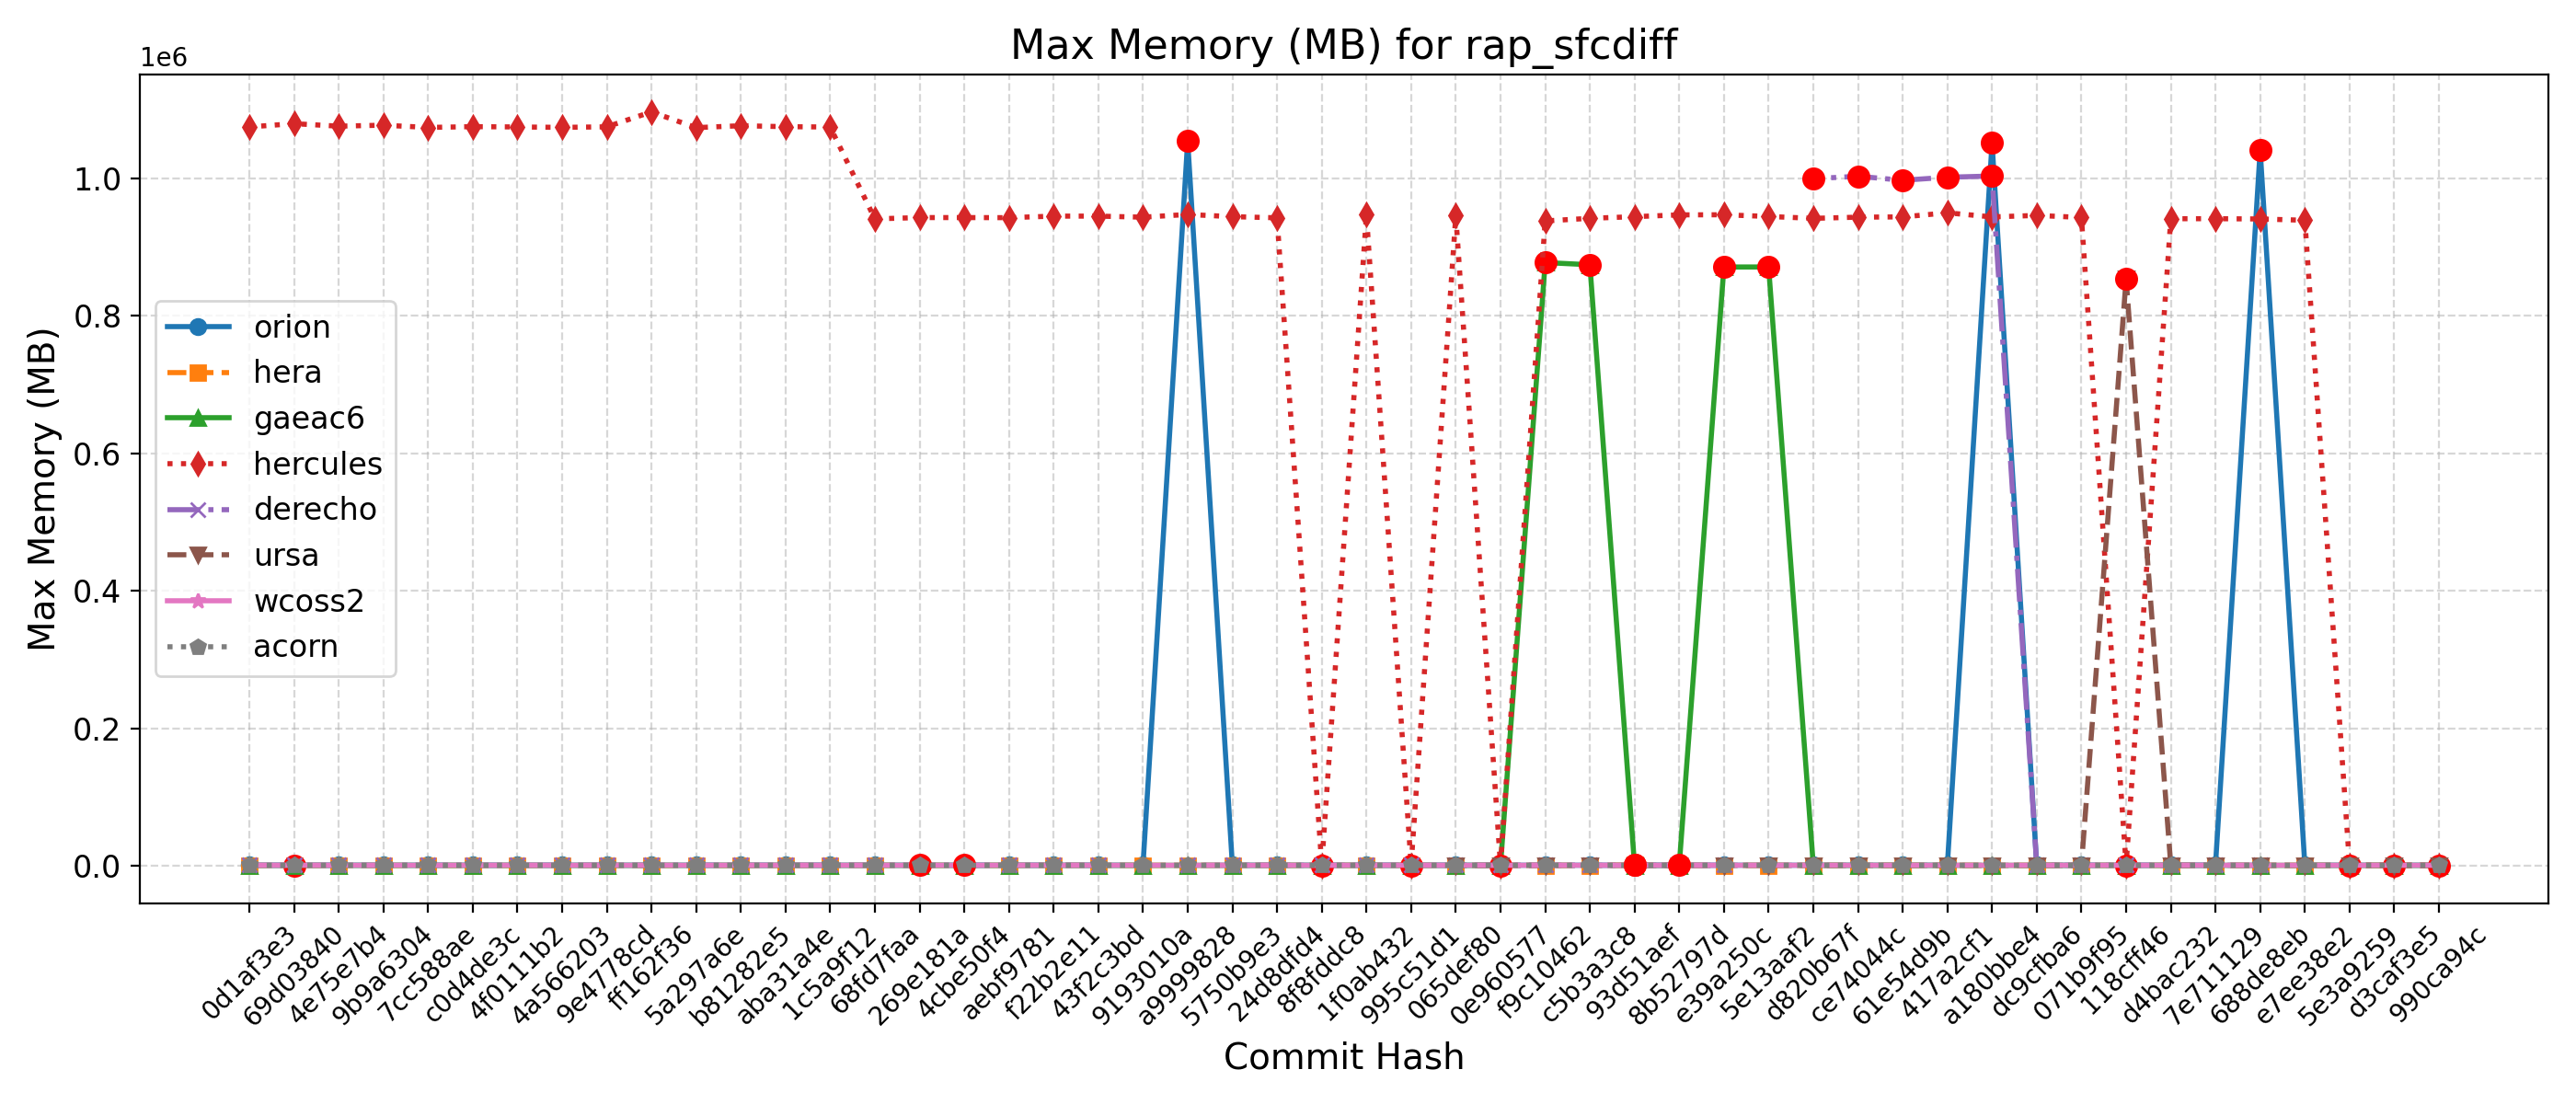 Max Memory (MB) for rap_sfcdiff
1e6
1.0
0.8
0.6
0.4
0.2
0.0
Max Memory (MB)
orion
hera
gaeac6
hercules
derecho
ursa
wcoss2
acorn
0d1af3e3
69d03840
4e75e7b4
9b9a6304
7cc588ae
c0d4de3c
4f0111b2
4a566203
9e4778cd
ff162f36
5a297a6e
b81282e5
aba31a4e
1c5a9f12
68fd7faa
269e181a
4cbe50f4
aebf9781
f22b2e11
43f2c3bd
9193010a
a9999828
5750b9e3
24d8dfd4
8f8fddc8
1f0ab432
995c51d1
065def80
0e960577
f9c10462
c5b3a3c8
93d51aef
8b52797d
e39a250c
5e13aaf2
d820b67f
ce74044c
61e54d9b
417a2cf1
a180bbe4
dc9cfba6
071b9f95
118cff46
d4bac232
7e711129
688de8eb
e7ee38e2
5e3a9259
d3caf3e5
990ca94c
Commit Hash